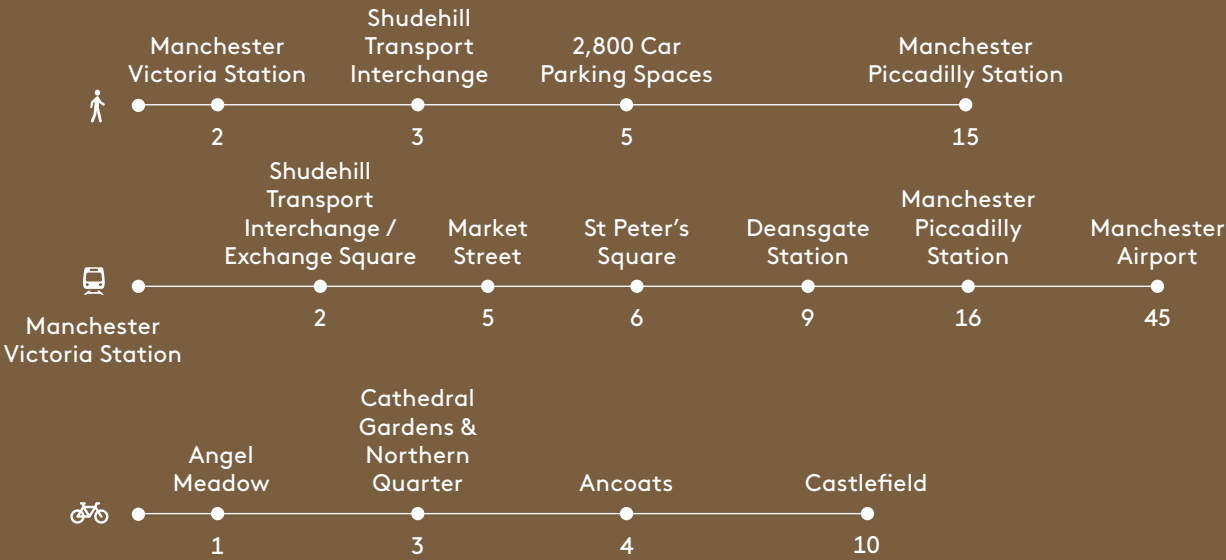 Manchester
Victoria Station
Shudehill
Transport
Interchange
2,800 Car
Parking Spaces
Manchester
Piccadilly Station
2
3
5
15
Manchester
Victoria Station
Shudehill
Transport
Interchange /
Exchange Square
Market
Street
St Peter’s
Square
Deansgate
Station
Manchester
Piccadilly
Station
Manchester
Airport
2
5
6
9
16
45
Angel
Meadow
Cathedral
Gardens &
Northern
Quarter
Ancoats
Castlefield
1
3
4
10